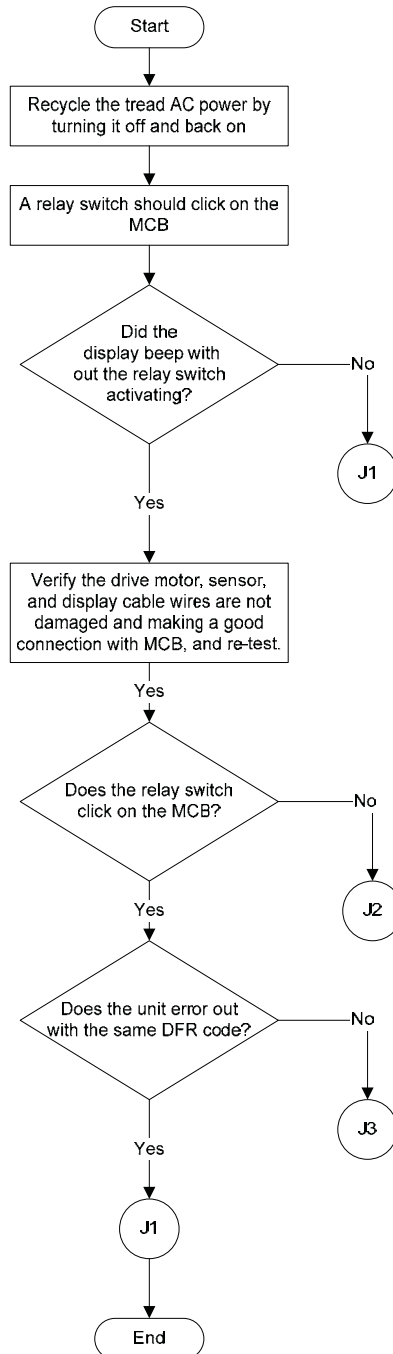 Start
Recycle the tread AC power by
turning it off and back on
A relay switch should click on the
MCB
Did the
display beep with
out the relay switch
activating?
No
J1
Yes
Verify the drive motor, sensor,
and display cable wires are not
damaged and making a good
connection with MCB, and re-test.
Yes
Does the relay switch
click on the MCB?
No
J2
Yes
Does the unit error out
with the same DFR code?
No
J3
Yes
J1
End